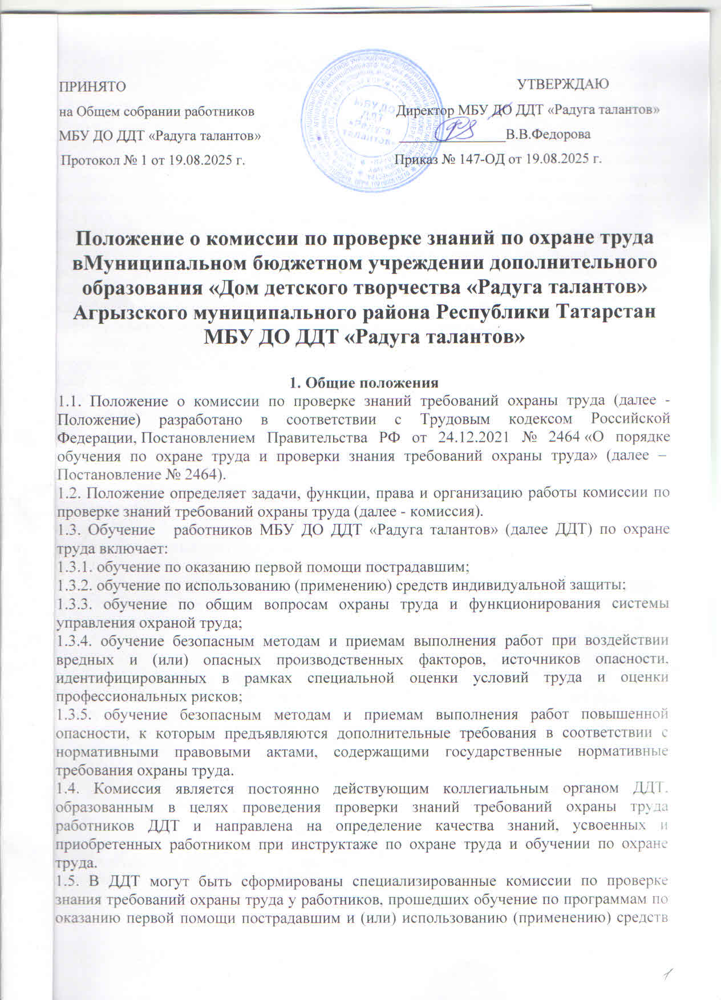 ПРИНЯТО
УТВЕРЖДАЮ
на Общем собрании работников
Директор МБУ ДО ДДТ «Радуга талантов»
МБУ ДО ДДТ «Радуга талантов»
В.В.Федорова
Протокол № 1 от 19.08.2025 г.
Приказ № 147-ОД от 19.08.2025 г.
МБУ ДО
ДДТ
«Радуга
талантов»
Положение о комиссии по проверке знаний по охране труда
вМуниципальном бюджетном учреждении дополнительного
образования «Дом детского творчества «Радуга талантов»
Агрызского муниципального района Республики Татарстан
МБУ ДО ДДТ «Радуга талантов»
1. Общие положения
1.1. Положение о комиссии по проверке знаний требований охраны труда (далее -
Положение) разработано в соответствии с Трудовым кодексом Российской
Федерации, Постановлением Правительства РФ от 24.12.2021 № 2464 «О порядке
обучения по охране труда и проверки знания требований охраны труда» (далее –
Постановление № 2464).
1.2. Положение определяет задачи, функции, права и организацию работы комиссии по
проверке знаний требований охраны труда (далее - комиссия).
1.3. Обучение работников МБУ ДО ДДТ «Радуга талантов» (далее ДДТ) по охране
труда включает:
1.3.1. обучение по оказанию первой помощи пострадавшим;
1.3.2. обучение по использованию (применению) средств индивидуальной защиты;
1.3.3. обучение по общим вопросам охраны труда и функционирования системы
управления охраной труда;
1.3.4. обучение безопасным методам и приемам выполнения работ при воздействии
вредных и (или) опасных производственных факторов, источников опасности,
идентифицированных в рамках специальной оценки условий труда и оценки
профессиональных рисков;
1.3.5. обучение безопасным методам и приемам выполнения работ повышенной
опасности, к которым предъявляются дополнительные требования в соответствии с
нормативными правовыми актами, содержащими государственные нормативные
требования охраны труда.
1.4. Комиссия является постоянно действующим коллегиальным органом ДДТ,
образованным в целях проведения проверки знаний требований охраны труда
работников ДДТ и направлена на определение качества знаний, усвоенных и
приобретенных работником при инструктаже по охране труда и обучении по охране
труда.
1.5. В ДДТ могут быть сформированы специализированные комиссии по проверке
знания требований охраны труда у работников, прошедших обучение по программам по
оказанию первой помощи пострадавшим и (или) использованию (применению) средств
1